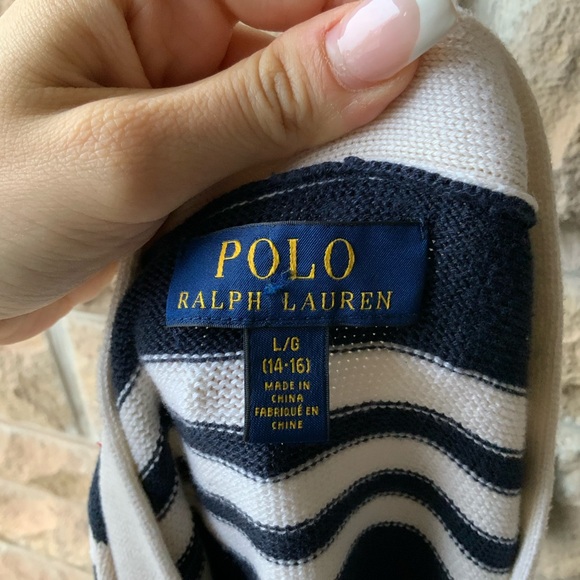 POLO
RALPH LAUREN
L/G
(14-16)
MADE IN
CHINA
FABRIQUÉ EN
CHINE